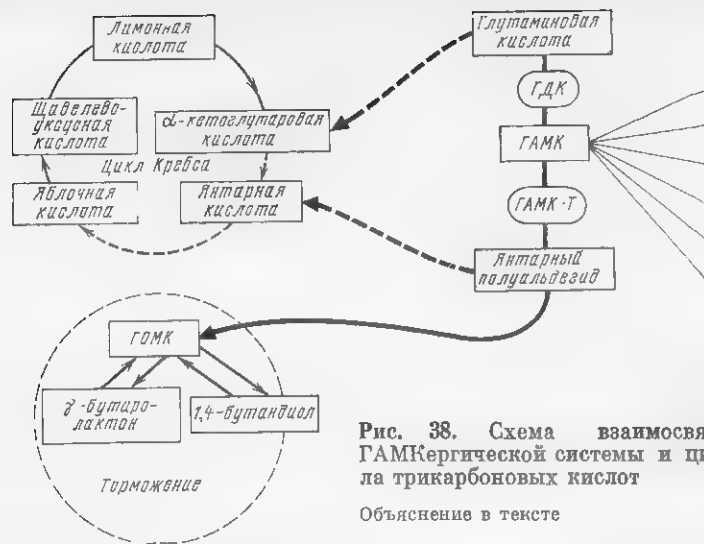 Лимонная
кислота
Щавелево-
уксусная
кислота
α-кетоглутаровая
кислота
Цикл Кребса
Яблочная
кислота
Янтарная
кислота
Глутаминовая
кислота
ГДК
ГАМК
ГАМК-Т
Янтарный
полуальдегид
ГОМК
γ-бутиро-
лактон
1,4-бутандиол
Торможение
Рис. 38. Схема взаимосвя
ГАМКергической системы и ци
ла трикарбоновых кислот
Объяснение в тексте